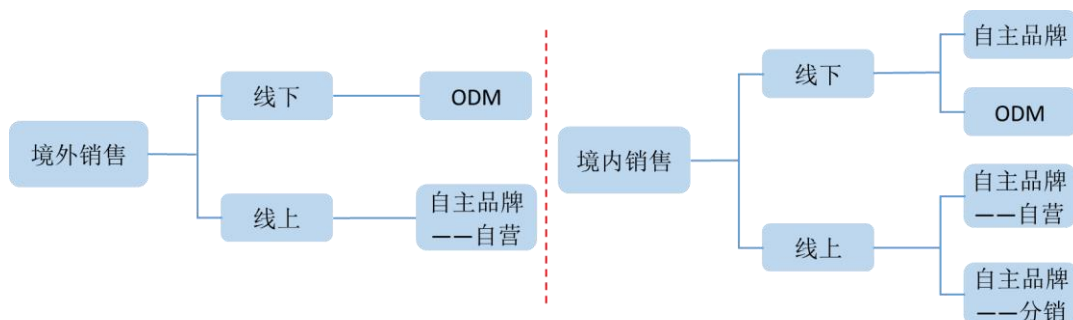 境外销售
线下
ODM
线上
自主品牌
——自营
境内销售
线下
自主品牌
ODM
线上
自主品牌
——自营
自主品牌
——分销